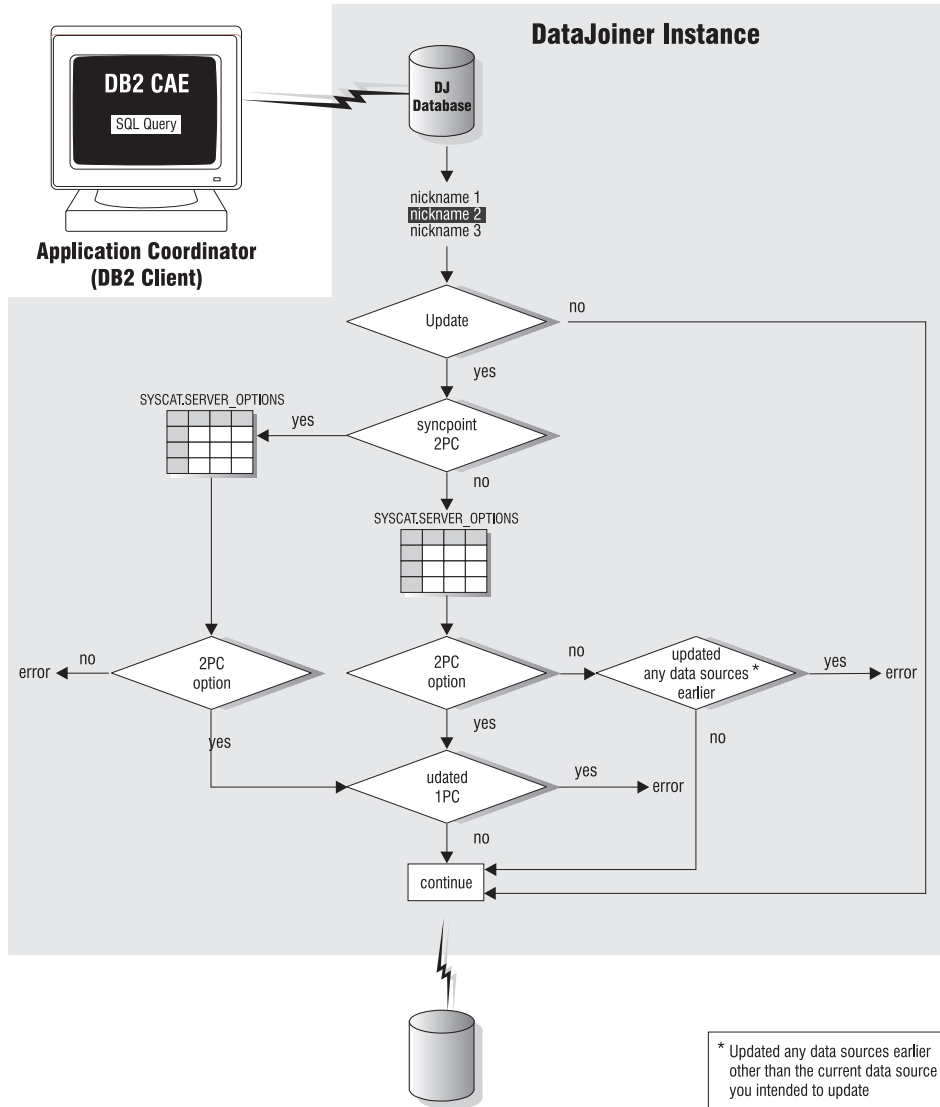 DataJoiner Instance
DB2 CAE
SQL Query
DJ
Database
Application Coordinator
(DB2 Client)
nickname 1
nickname 2
nickname 3
Update
no
yes
SYSCAT.SERVER_OPTIONS
yes
syncpoint
2PC
no
SYSCAT.SERVER_OPTIONS
error
no
2PC
option
2PC
option
no
updated
any data sources *
earlier
yes
error
yes
yes
no
udated
1PC
yes
error
no
continue
* Updated any data sources earlier
other than the current data source
you intended to update